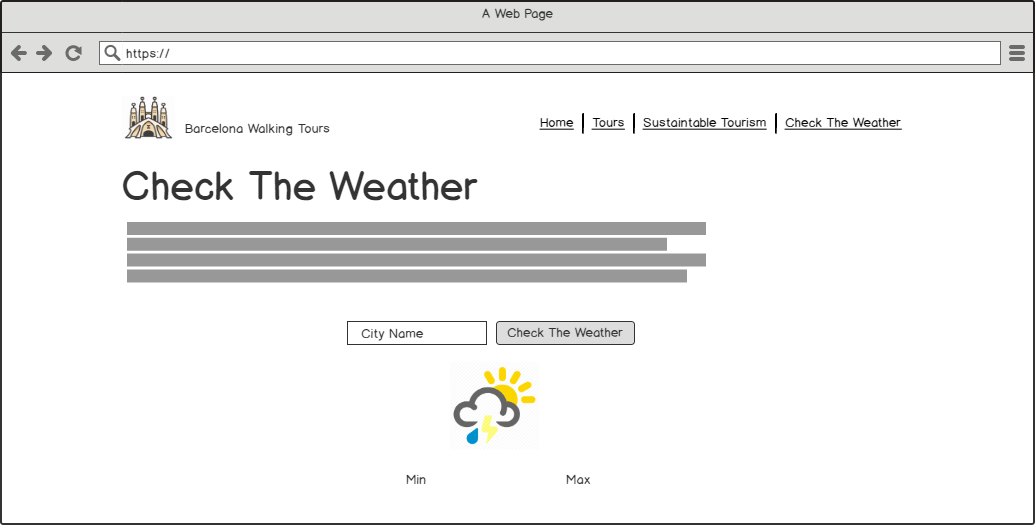 A Web Page
https://
Barcelona Walking Tours
Home
Tours
Sustaintable Tourism
Check The Weather
Check The Weather
City Name
Check The Weather
Min
Max